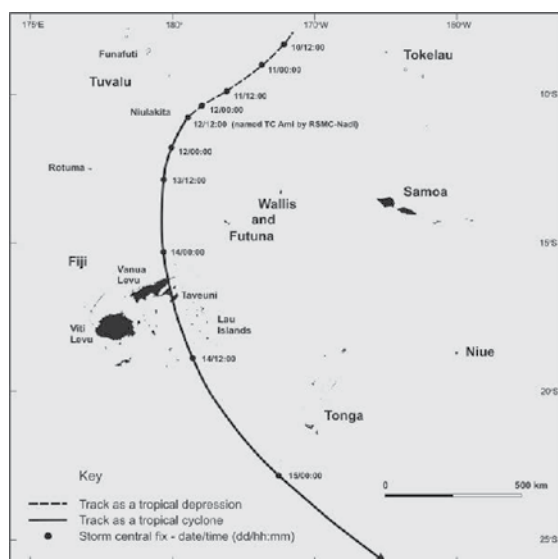 175°E
180°
170°W
160°W
10/12:00
Funafuti
Tokelau
11/00:00
Tuvalu
11/12:00
10°S
12/00:00
Niulakita
12/12:00 (named TC Ami by RSMC-Nadi)
12/00:00
Rotuma
13/12:00
Samoa
Wallis
and
Futuna
14/00:00
15°S
Fiji
Vanua
Levu
Taveuni
Lau
Islands
Viti
Levu
Niue
14/12:00
20°S
Tonga
Key
15/00:00
0
500 km
Track as a tropical depression
Track as a tropical cyclone
Storm central fix - date/time (dd/hh:mm)
25°S